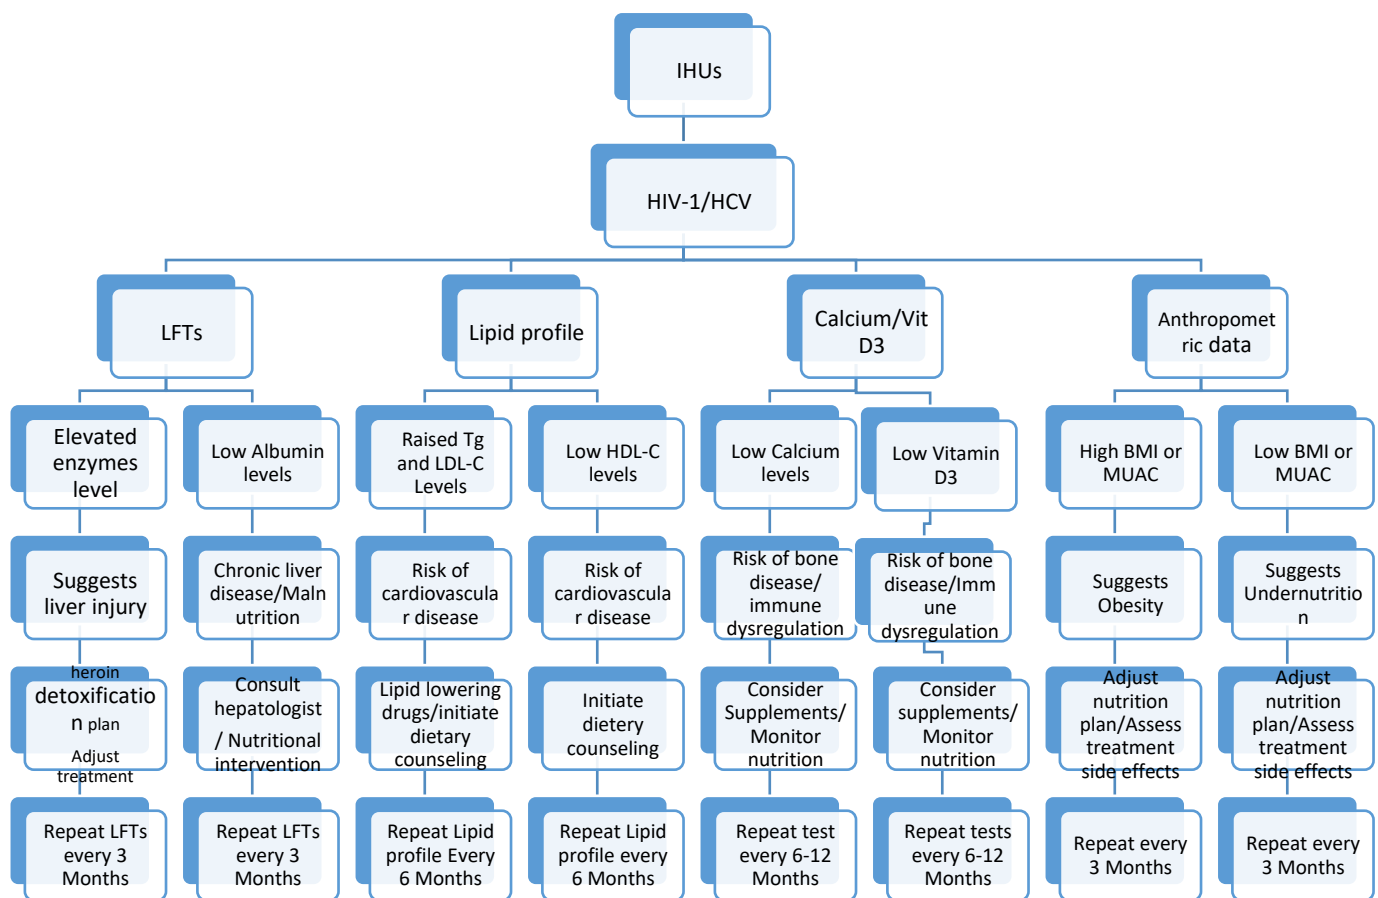 IHUs
HIV-1/HCV
LFTs
Lipid profile
Calcium/Vit
D3
Anthropomet
ric data
Elevated
enzymes
level
Low Albumin
levels
Raised Tg
and LDL-C
Levels
Low HDL-C
levels
Low Calcium
levels
Low Vitamin
D3
High BMI or
MUAC
Low BMI or
MUAC
Suggests
liver injury
Chronic liver
disease/Maln
utrition
Risk of
cardiovascula
r disease
Risk of
cardiovascula
r disease
Risk of bone
disease/
immune
dysregulation
Risk of bone
disease/Imm
une
dysregulation
Suggests
Obesity
Suggests
Undernutritio
n
heroin
detoxificatio
n plan
Adjust
treatment
Consult
hepatologist
/ Nutritional
intervention
Lipid lowering
drugs/initiate
dietary
counseling
Initiate
dietery
counseling
Consider
Supplements/
Monitor
nutrition
Consider
supplements/
Monitor
nutrition
Adjust
nutrition
plan/Assess
treatment
side effects
Adjust
nutrition
plan/Assess
treatment
side effects
Repeat LFTs
every 3
Months
Repeat LFTs
every 3
Months
Repeat Lipid
profile Every
6 Months
Repeat Lipid
profile every
6 Months
Repeat test
every 6-12
Months
Repeat tests
every 6-12
Months
Repeat every
3 Months
Repeat every
3 Months